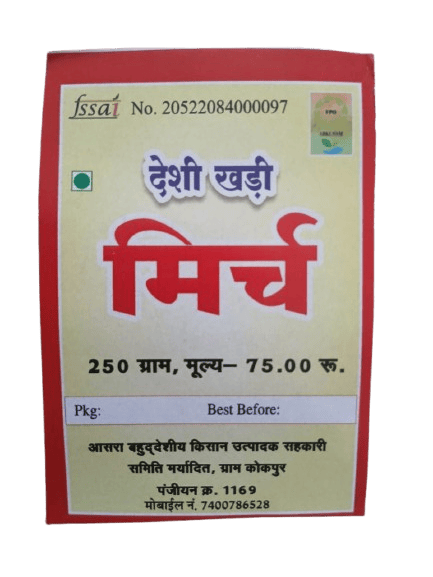 fssai No. 20522084000097
FPO
देशी खड़ी
मिर्च
250 ग्राम, मूल्य– 75.00 रू.
Pkg: Best Before:
आसरा बहुद्देशीय किसान उत्पादक सहकारी
समिति मर्यादित, ग्राम कोकपुर
पंजीयन क्र. 1169
मोबाईल नं. 7400786528